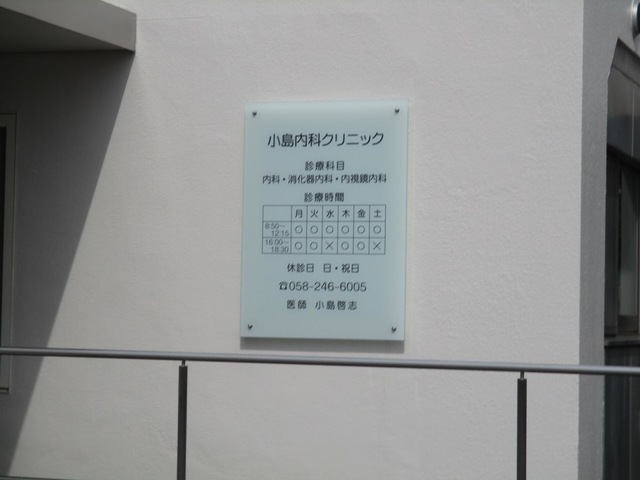 小島内科クリニック
診療科目
内科・消化器内科・内視鏡内科
診療時間
月 火 水 木 金 土
8:50～12:15 ○ ○ ○ ○ ○ ○
16:00～18:30 ○ ○ × ○ ○ ×
休診日 日・祝日
☎058-246-6005
医師 小島啓志